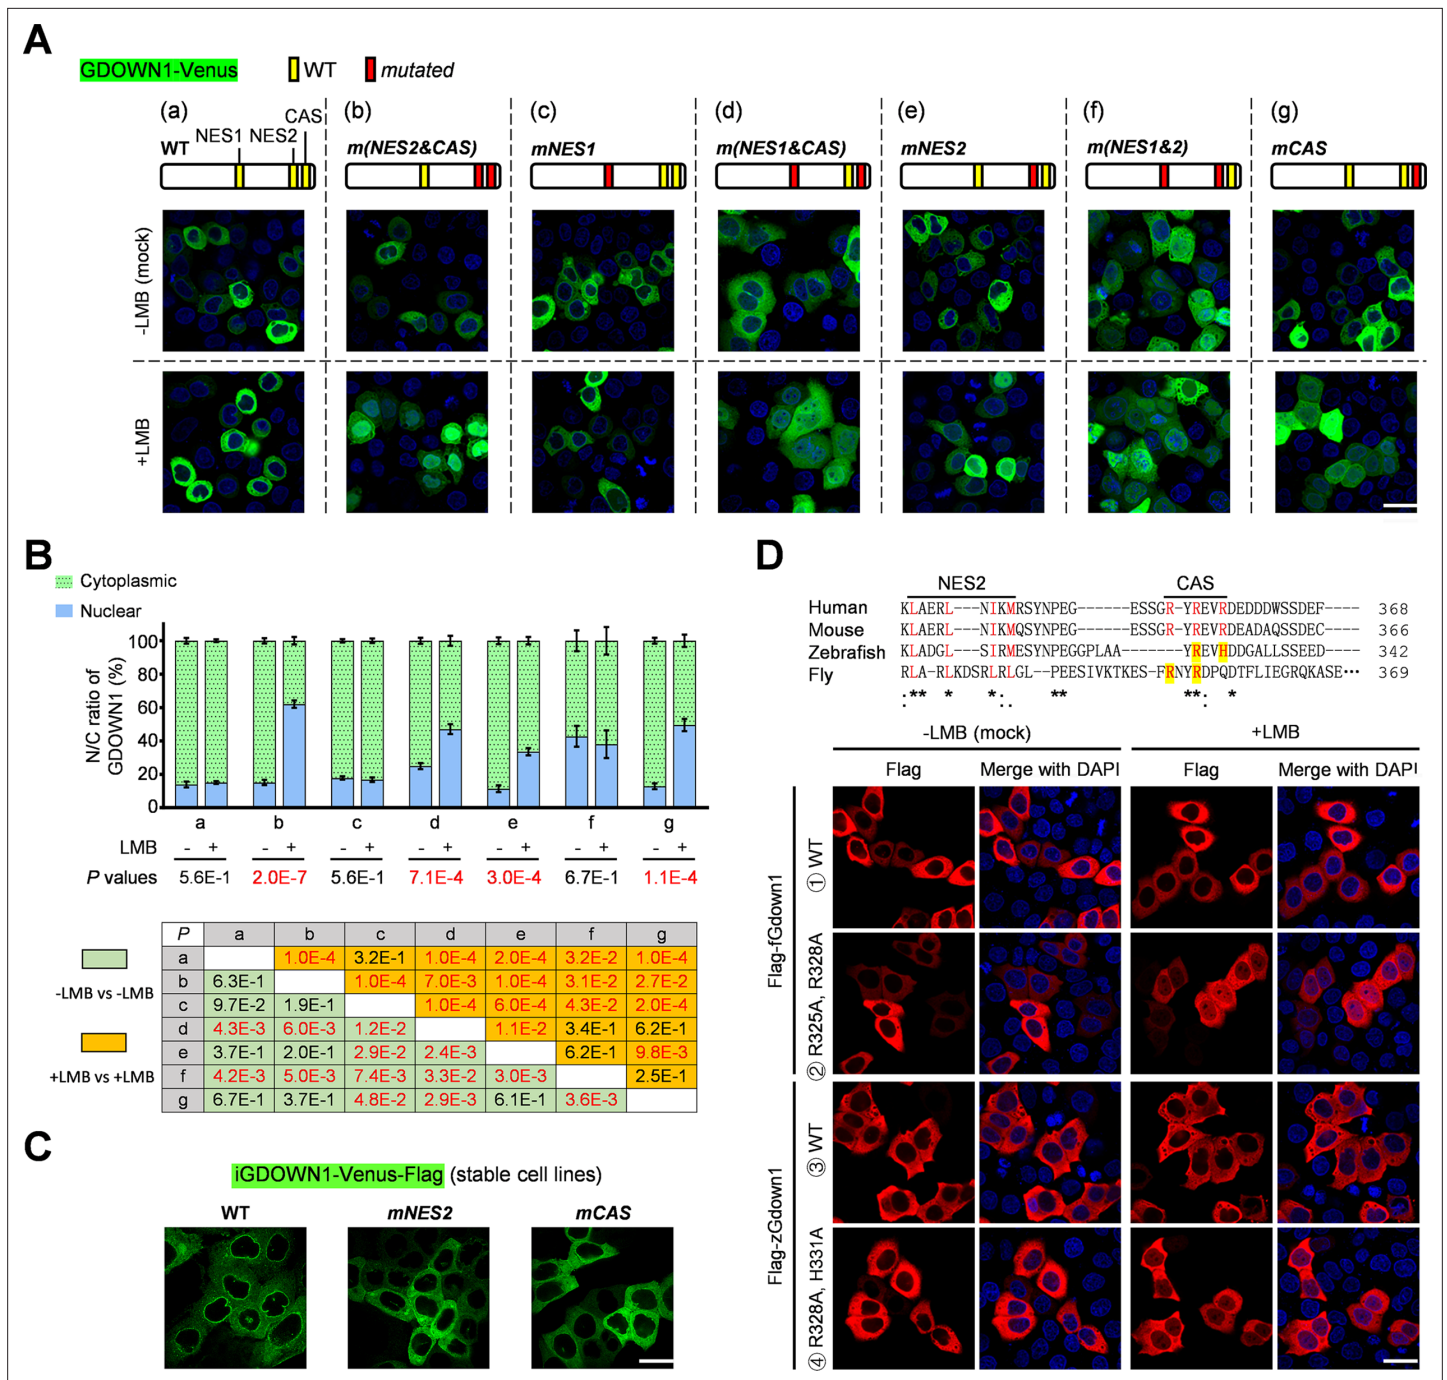 A
GDOWN1-Venus WT mutated
(a) (b) (c) (d) (e) (f) (g)
CAS
NES1 NES2
WT m(NES2&CAS) mNES1 m(NES1&CAS) mNES2 m(NES1&2) mCAS
-LMB (mock)
+LMB
B
Cytoplasmic
Nuclear
N/C ratio of
GDOWN1 (%)
100
80
60
40
20
0
a b c d e f g
LMB - + - + - + - + - + - + - +
P values 5.6E-1 2.0E-7 5.6E-1 7.1E-4 3.0E-4 6.7E-1 1.1E-4
-LMB vs -LMB
+LMB vs +LMB
P a b c d e f g
a 1.0E-4 3.2E-1 1.0E-4 2.0E-4 3.2E-2 1.0E-4
b 6.3E-1 1.0E-4 7.0E-3 1.0E-4 3.1E-2 2.7E-2
c 9.7E-2 1.9E-1 1.0E-4 6.0E-4 4.3E-2 2.0E-4
d 4.3E-3 6.0E-3 1.2E-2 1.1E-2 3.4E-1 6.2E-1
e 3.7E-1 2.0E-1 2.9E-2 2.4E-3 6.2E-1 9.8E-3
f 4.2E-3 5.0E-3 7.4E-3 3.3E-2 3.0E-3 2.5E-1
g 6.7E-1 3.7E-1 4.8E-2 2.9E-3 6.1E-1 3.6E-3
C
iGDOWN1-Venus-Flag (stable cell lines)
WT mNES2 mCAS
D
NES2 CAS
Human KLAERL---NIKMRSYNPEG------ESSGR-YREVRDEDDDWSSDEF---- 368
Mouse KLAERL---NIKMQSYNPEG------ESSGR-YREVRDEADAQSSDEC---- 366
Zebrafish KLADGL---SIRMESYNPEGGPLAA-------YREVHDDGALLSSEED---- 342
Fly RLA-RLKDSRLRLGL--PEESIVKTKES-FRNYRDPQDTFLIEGRQKASE··· 369
:** * *:. ** **: *
-LMB (mock) +LMB
Flag Merge with DAPI Flag Merge with DAPI
Flag-fGdown1
① WT
② R325A, R328A
Flag-zGdown1
③ WT
④ R328A, H331A